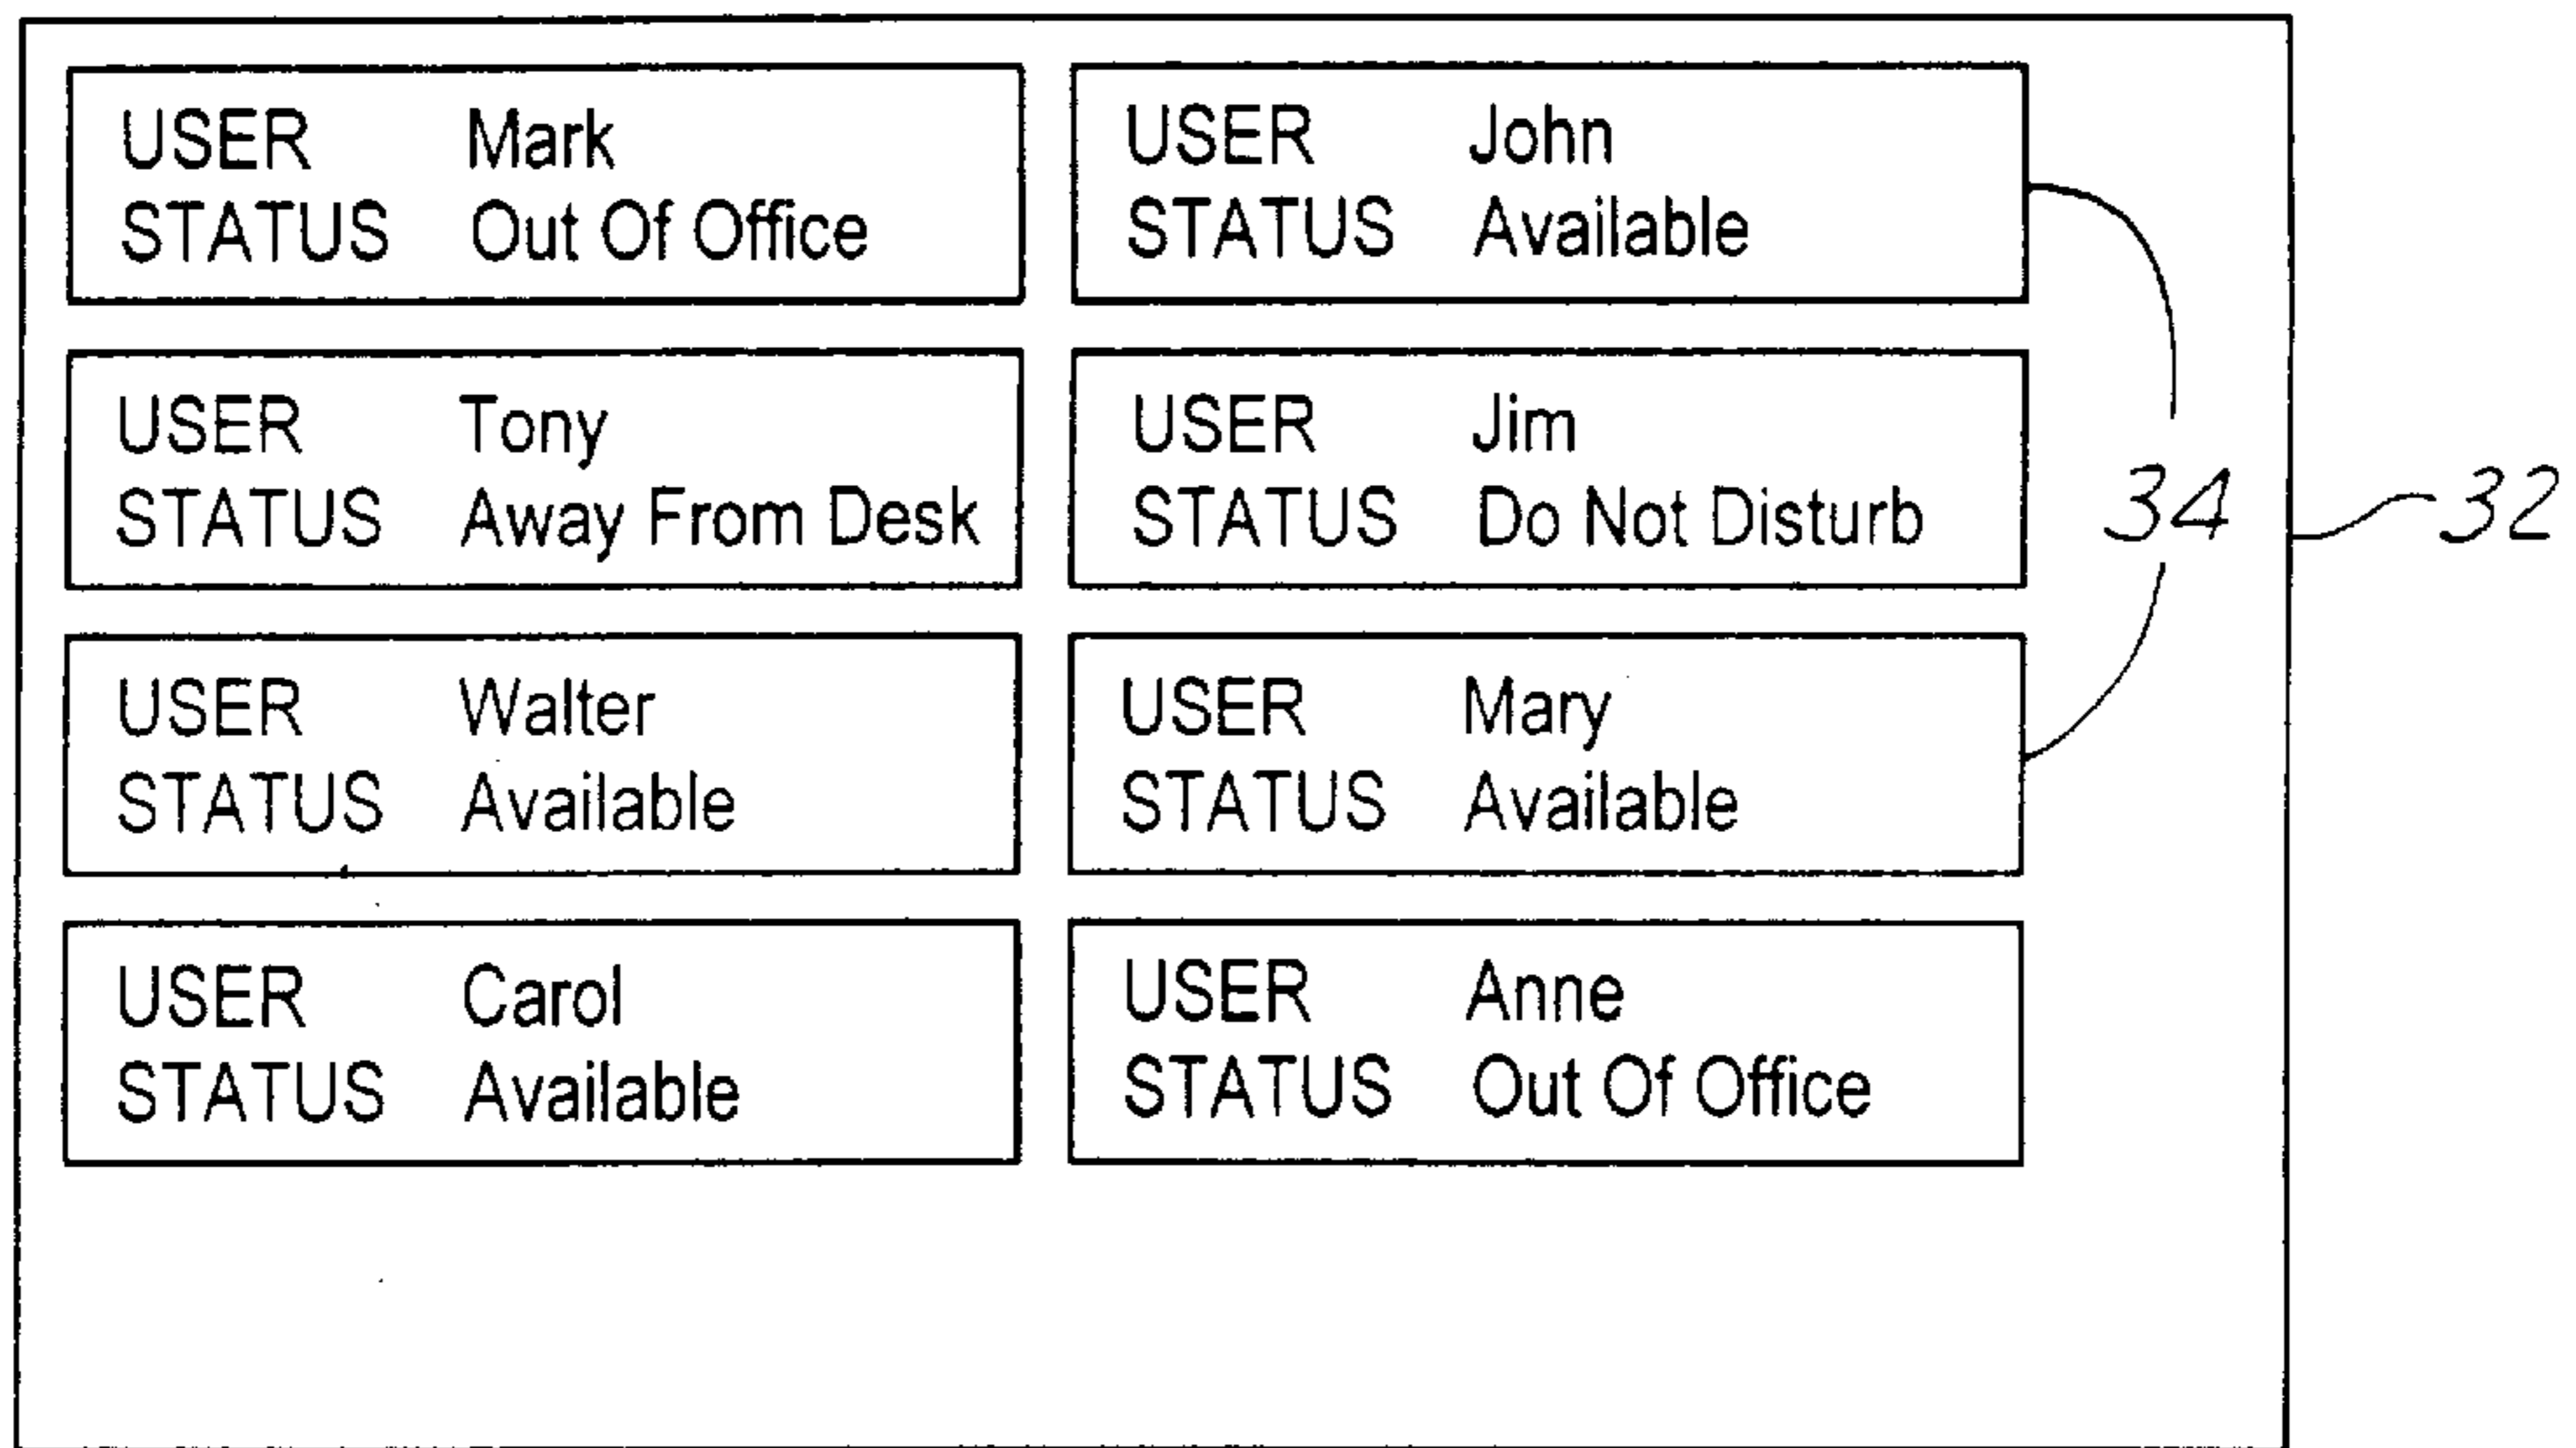 USER Mark
STATUS Out Of Office
USER John
STATUS Available
USER Tony
STATUS Away From Desk
USER Jim
STATUS Do Not Disturb
34
32
USER Walter
STATUS Available
USER Mary
STATUS Available
USER Carol
STATUS Available
USER Anne
STATUS Out Of Office